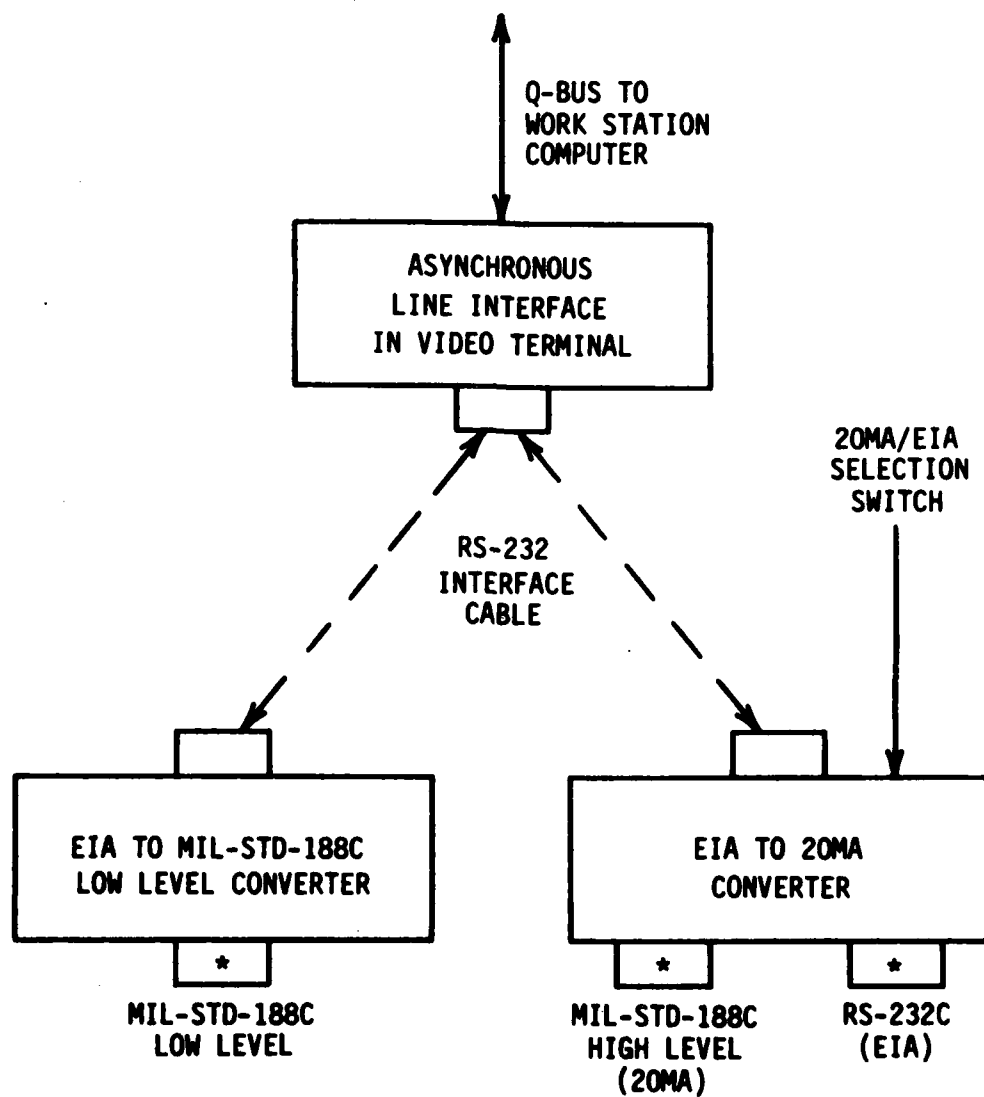 Q-BUS TO
WORK STATION
COMPUTER
ASYNCHRONOUS
LINE INTERFACE
IN VIDEO TERMINAL
20MA/EIA
SELECTION
SWITCH
RS-232
INTERFACE
CABLE
EIA TO MIL-STD-188C
LOW LEVEL CONVERTER
EIA TO 20MA
CONVERTER
*
*
*
MIL-STD-188C
LOW LEVEL
MIL-STD-188C
HIGH LEVEL
(20MA)
RS-232C
(EIA)